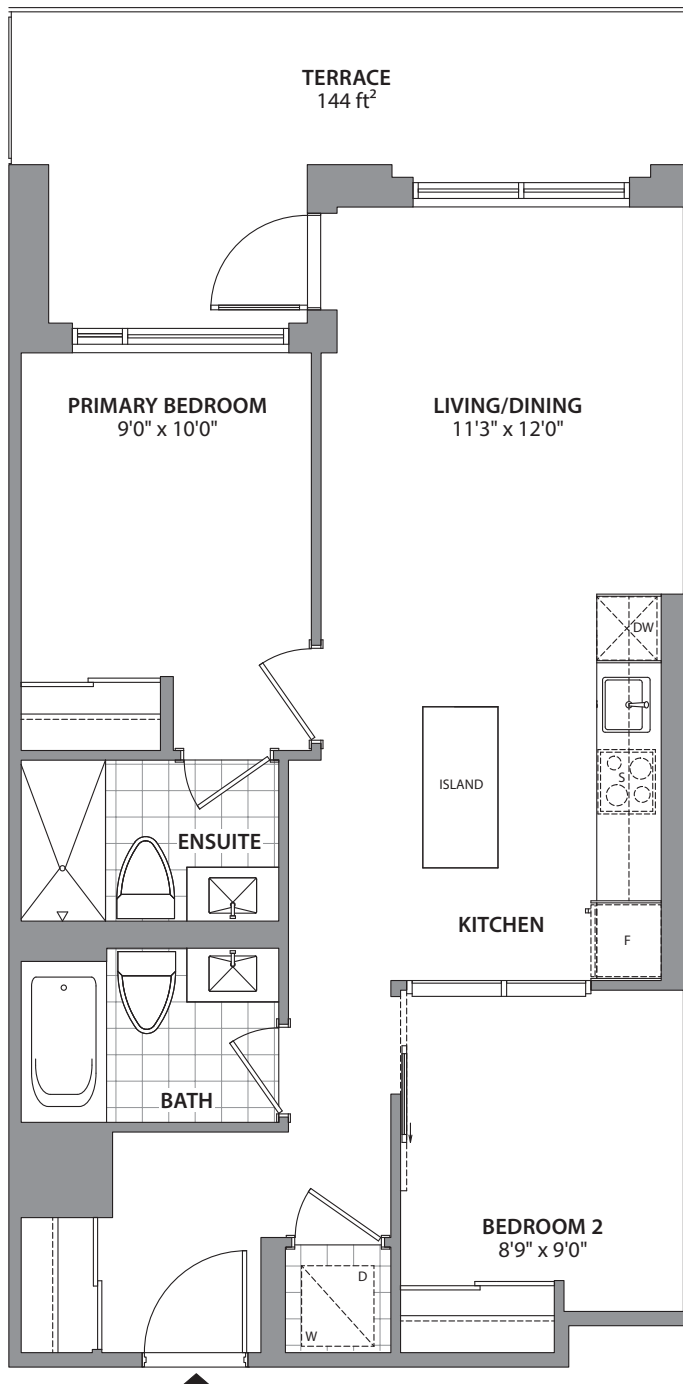 TERRACE
144 ft²
PRIMARY BEDROOM
9'0" x 10'0"
LIVING/DINING
11'3" x 12'0"
DW
ISLAND
S
ENSUITE
KITCHEN
F
BATH
BEDROOM 2
8'9" x 9'0"
D
W